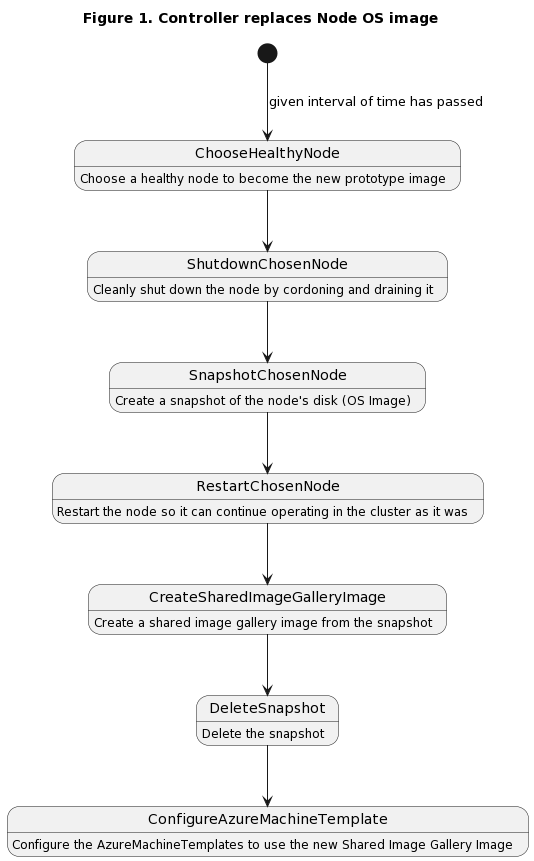 Figure 1. Controller replaces Node OS image
given interval of time has passed
ChooseHealthyNode
Choose a healthy node to become the new prototype image
ShutdownChosenNode
Cleanly shut down the node by cordoning and draining it
SnapshotChosenNode
Create a snapshot of the node's disk (OS Image)
RestartChosenNode
Restart the node so it can continue operating in the cluster as it was
CreateSharedImageGalleryImage
Create a shared image gallery image from the snapshot
DeleteSnapshot
Delete the snapshot
ConfigureAzureMachineTemplate
Configure the AzureMachineTemplates to use the new Shared Image Gallery Image